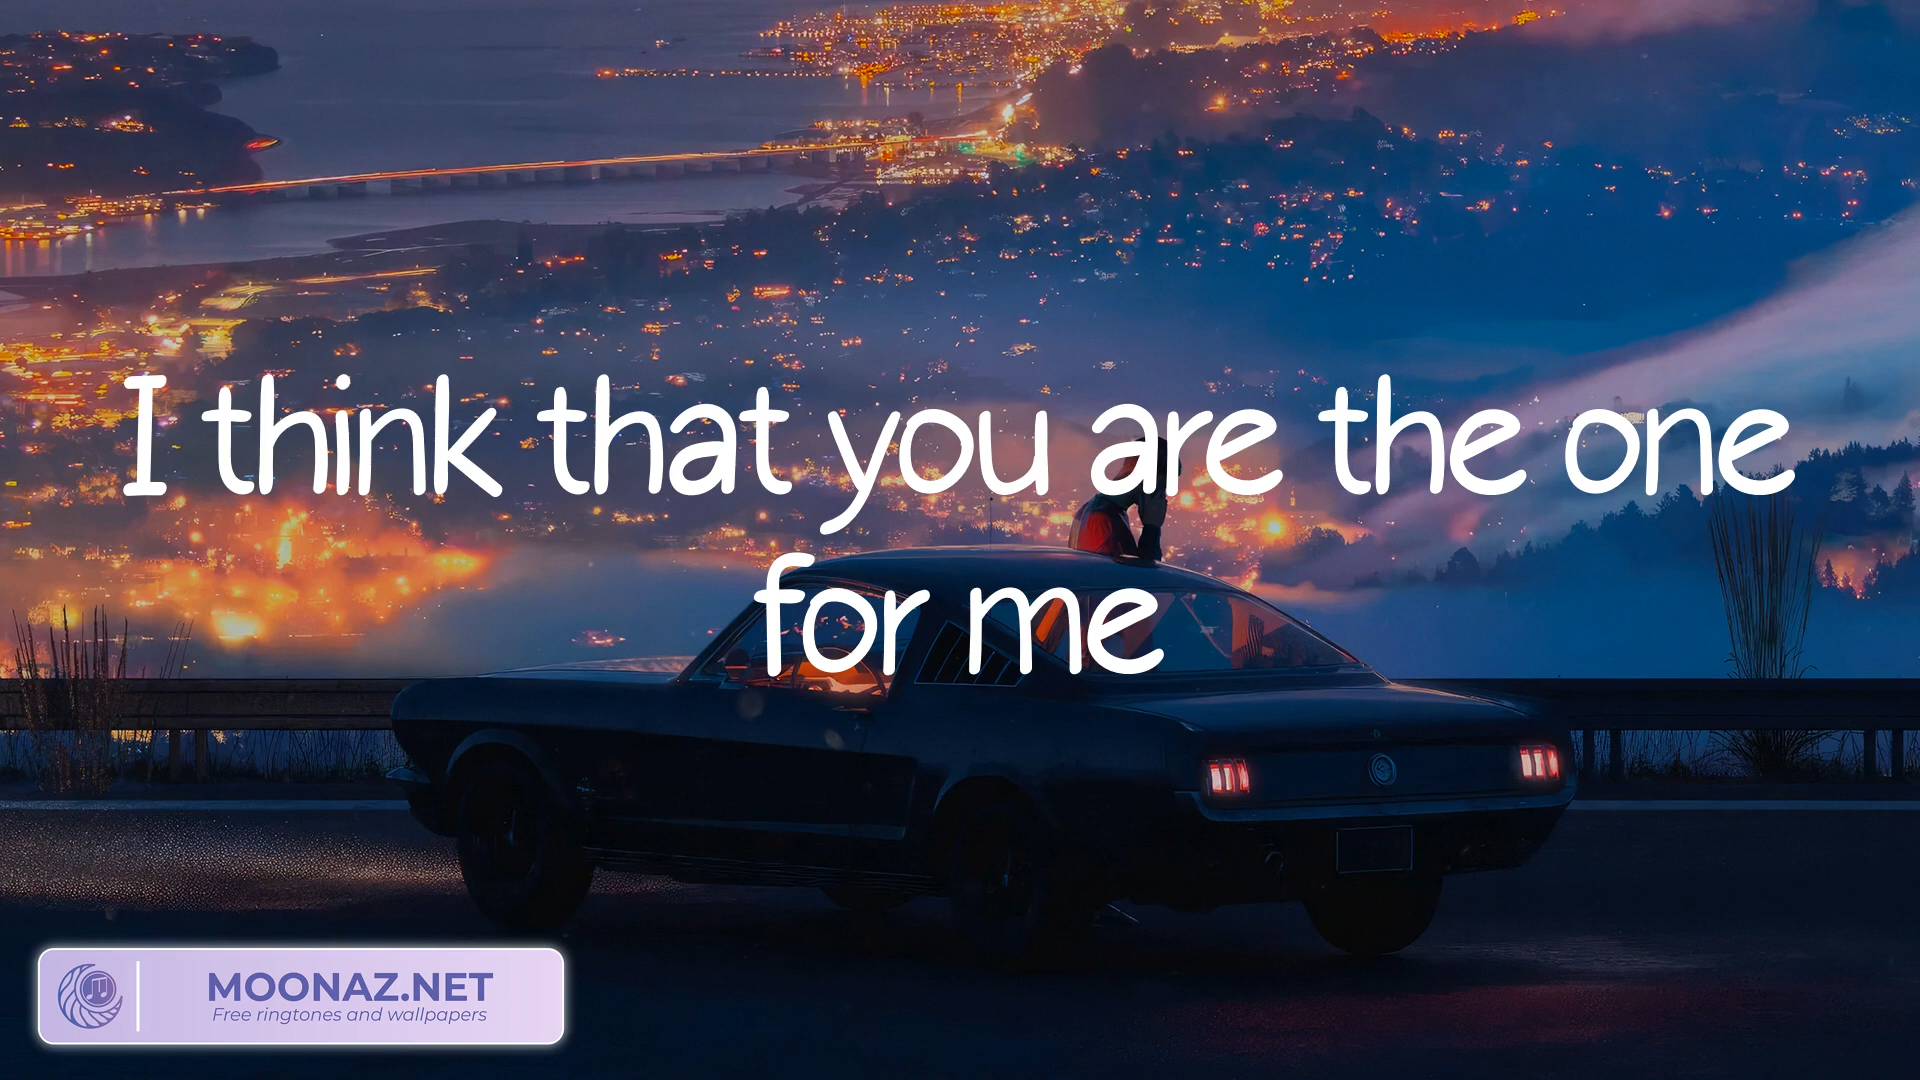 I think that you are the one
for me
MOONAZ.NET
Free ringtones and wallpapers